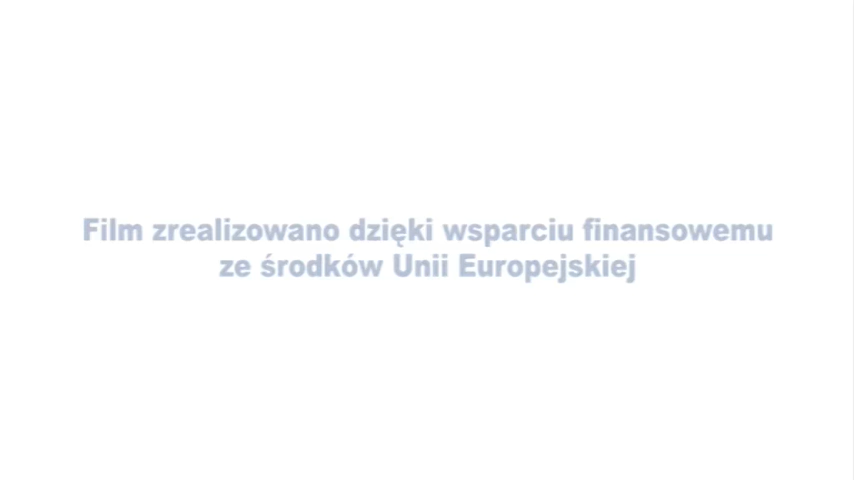 Film zrealizowano dzięki wsparciu finansowemu
ze środków Unii Europejskiej